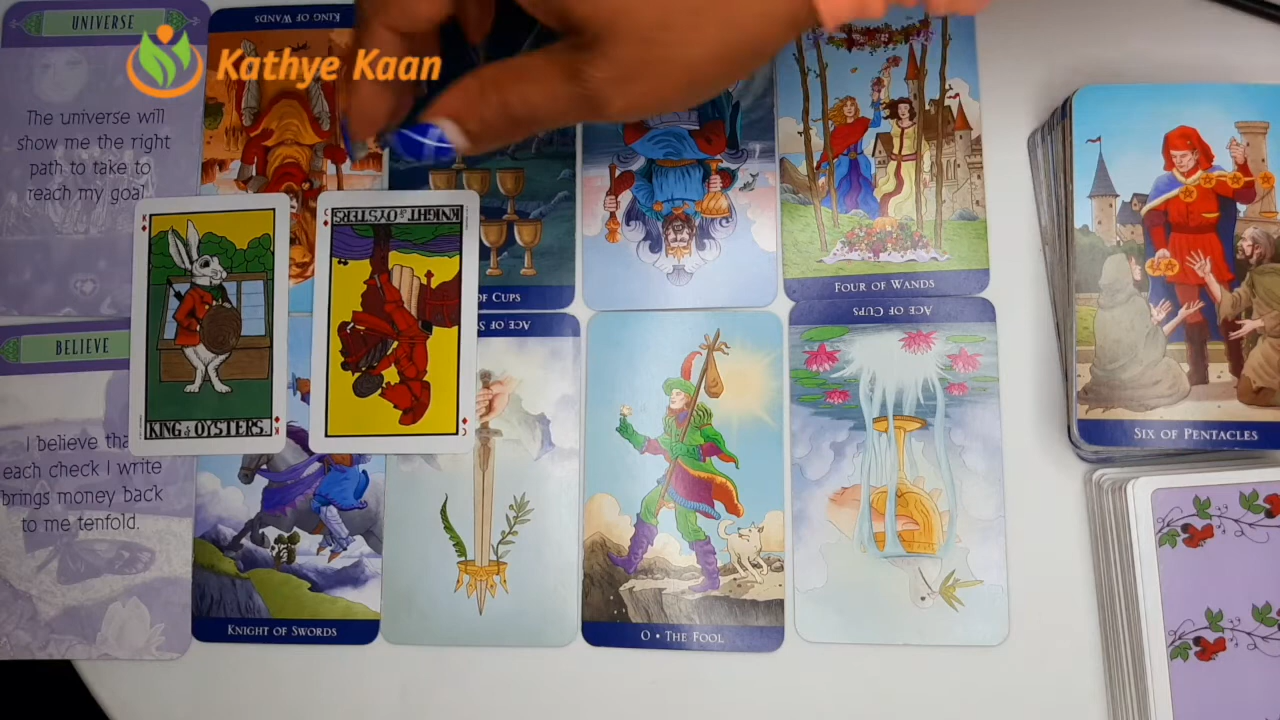 UNIVERSE
The universe will
show me the right
path to take to
reach my goal.
KING OF WANDS
Kathye Kaan
OF CUPS
FOUR OF WANDS
SIX OF PENTACLES
K
KING of OYSTERS.
K
KNIGHT of OYSTERS
C
C
BELIEVE
I believe tha
each check I write
brings money back
to me tenfold.
KNIGHT OF SWORDS
ACE OF S
0 • THE FOOL
ACE OF CUPS